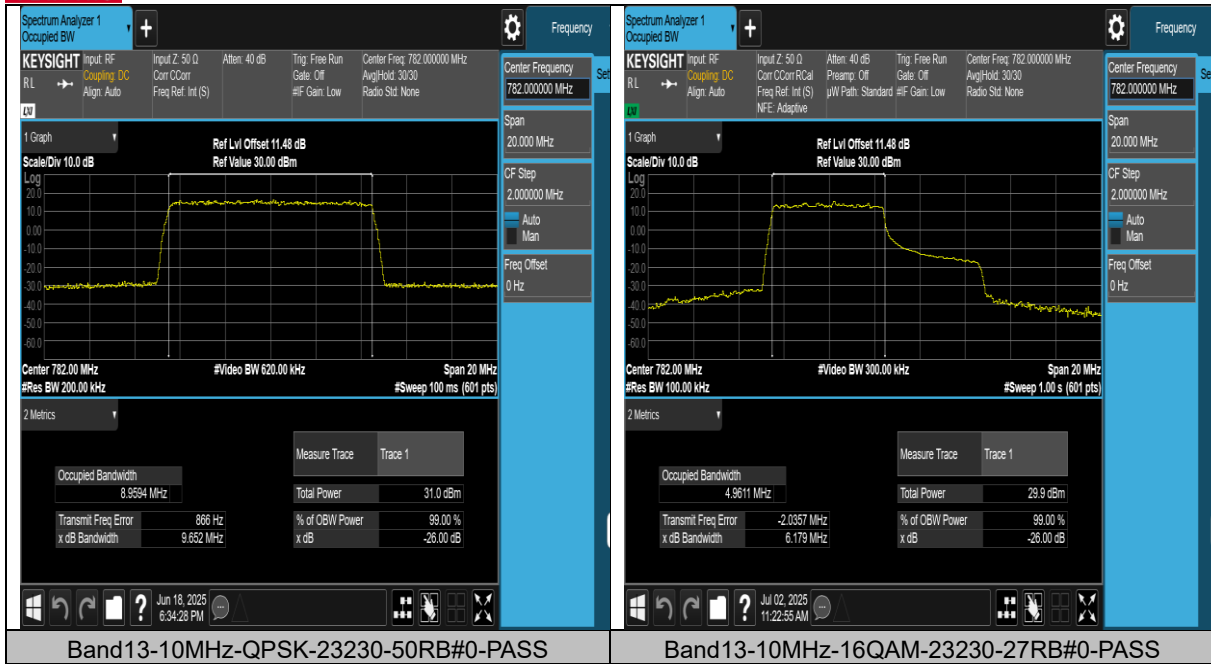 Spectrum Analyzer 1
Occupied BW
+
Frequency
KEYSIGHT
Input: RF
Input Z: 50 Ω
Atten: 40 dB
Trig: Free Run
Center Freq: 782.000000 MHz
R L
Coupling: DC
Corr CCorr
Gate: Off
Avg|Hold: 30/30
Align: Auto
Freq Ref: Int (S)
#IF Gain: Low
Radio Std: None
LXI
Center Frequency
782.000000 MHz
Set
Span
20.000 MHz
CF Step
2.000000 MHz
Auto
Man
Freq Offset
0 Hz
1 Graph
Ref Lvl Offset 11.48 dB
Scale/Div 10.0 dB
Ref Value 30.00 dBm
Log
20.0
10.0
0.00
-10.0
-20.0
-30.0
-40.0
-50.0
-60.0
Center 782.00 MHz
#Video BW 620.00 kHz
Span 20 MHz
#Res BW 200.00 kHz
#Sweep 100 ms (601 pts)
2 Metrics
Measure Trace
Trace 1
Occupied Bandwidth
8.9594 MHz
Total Power
31.0 dBm
Transmit Freq Error
866 Hz
% of OBW Power
99.00 %
x dB Bandwidth
9.652 MHz
x dB
-26.00 dB
?
Jun 18, 2025
6:34:28 PM
Band13-10MHz-QPSK-23230-50RB#0-PASS
Spectrum Analyzer 1
Occupied BW
+
Frequency
KEYSIGHT
Input: RF
Input Z: 50 Ω
Atten: 40 dB
Trig: Free Run
Center Freq: 782.000000 MHz
R L
Coupling: DC
Corr CCorr RCal
Preamp: Off
Gate: Off
Avg|Hold: 30/30
Align: Auto
Freq Ref: Int (S)
µW Path: Standard
#IF Gain: Low
Radio Std: None
LXI
NFE: Adaptive
Center Frequency
782.000000 MHz
Set
Span
20.000 MHz
CF Step
2.000000 MHz
Auto
Man
Freq Offset
0 Hz
1 Graph
Ref Lvl Offset 11.48 dB
Scale/Div 10.0 dB
Ref Value 30.00 dBm
Log
20.0
10.0
0.00
-10.0
-20.0
-30.0
-40.0
-50.0
-60.0
Center 782.00 MHz
#Video BW 300.00 kHz
Span 20 MHz
#Res BW 100.00 kHz
#Sweep 1.00 s (601 pts)
2 Metrics
Measure Trace
Trace 1
Occupied Bandwidth
4.9611 MHz
Total Power
29.9 dBm
Transmit Freq Error
-2.0357 MHz
% of OBW Power
99.00 %
x dB Bandwidth
6.179 MHz
x dB
-26.00 dB
?
Jul 02, 2025
11:22:55 AM
Band13-10MHz-16QAM-23230-27RB#0-PASS